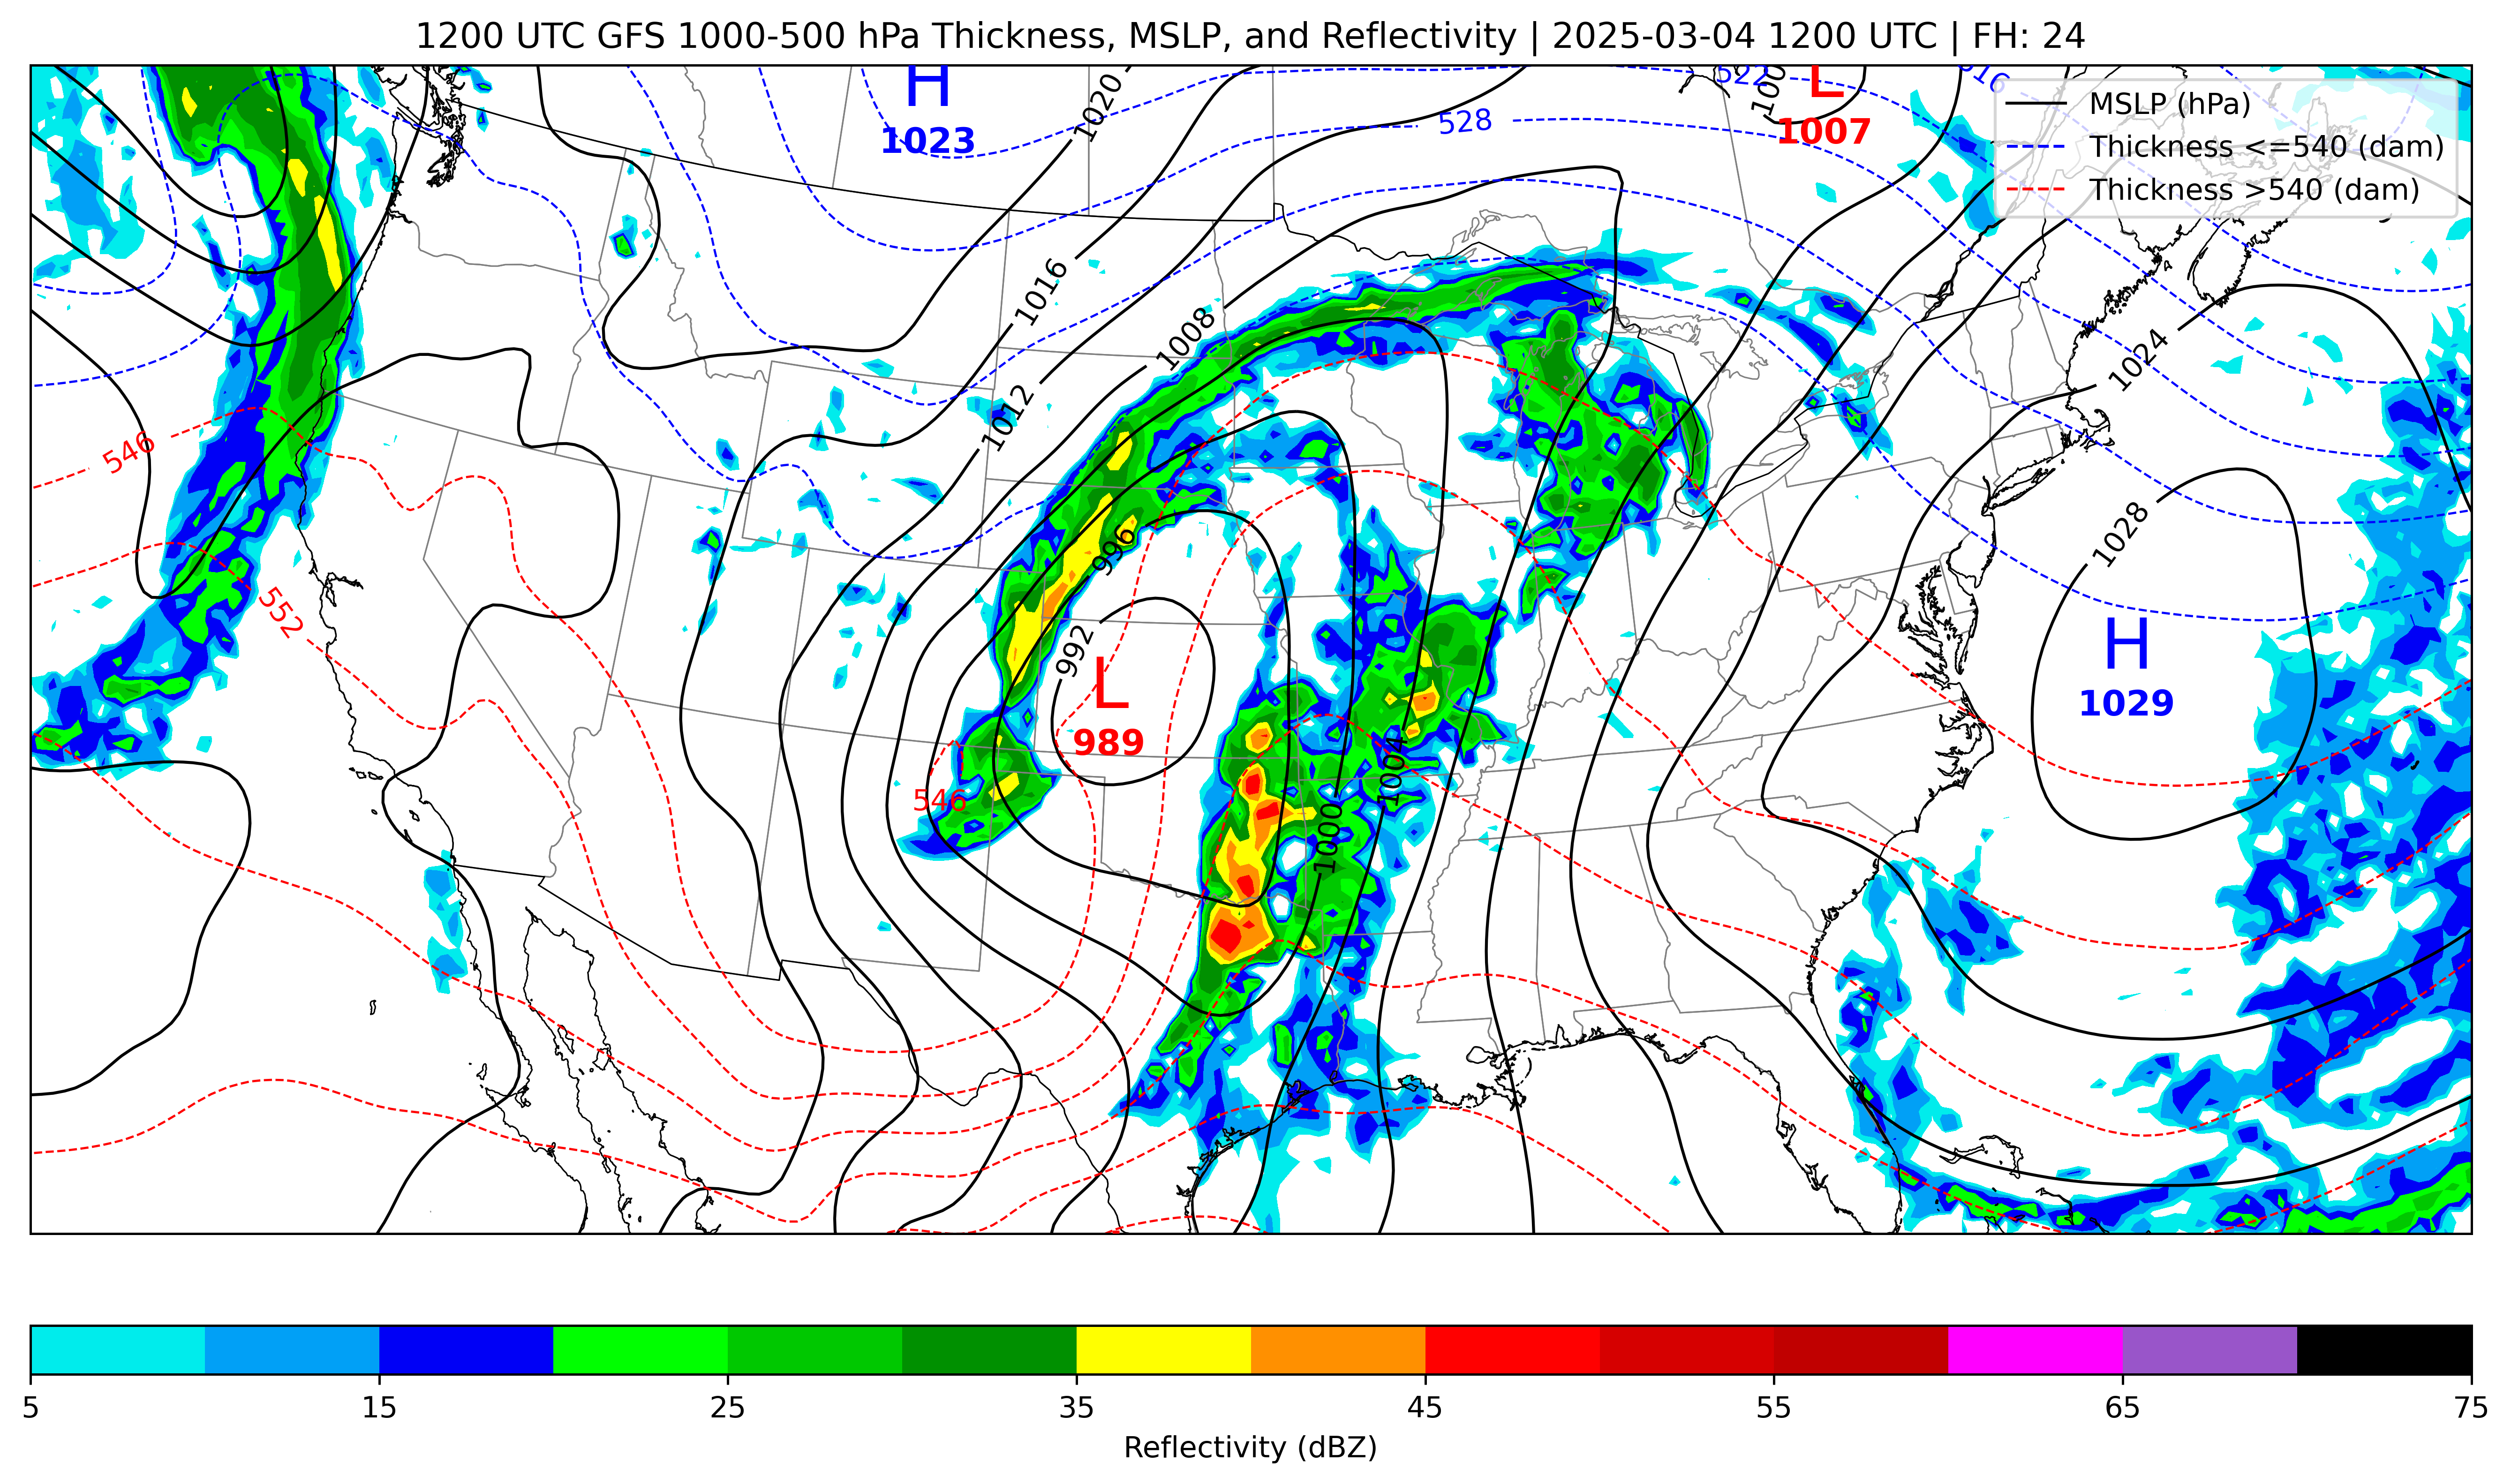 1200 UTC GFS 1000-500 hPa Thickness, MSLP, and Reflectivity | 2025-03-04 1200 UTC | FH: 24
H
1023
1020
528
522
100
L
1007
516
MSLP (hPa)
Thickness <=540 (dam)
Thickness >540 (dam)
1016
1008
1012
1024
546
552
996
1028
992
L
989
H
1029
546
1004
1000
5 15 25 35 45 55 65 75
Reflectivity (dBZ)